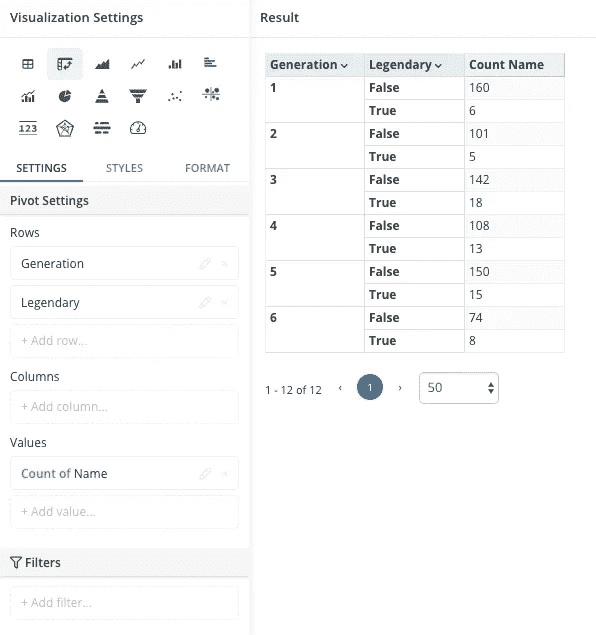 Visualization Settings
123
SETTINGS STYLES FORMAT
Pivot Settings
Rows
Generation
Legendary
+ Add row...
Columns
+ Add column...
Values
Count of Name
+ Add value...
Filters
+ Add filter...
Result
Generation Legendary Count Name
1 False 160
True 6
2 False 101
True 5
3 False 142
True 18
4 False 108
True 13
5 False 150
True 15
6 False 74
True 8
1 - 12 of 12 ‹ 1 › 50